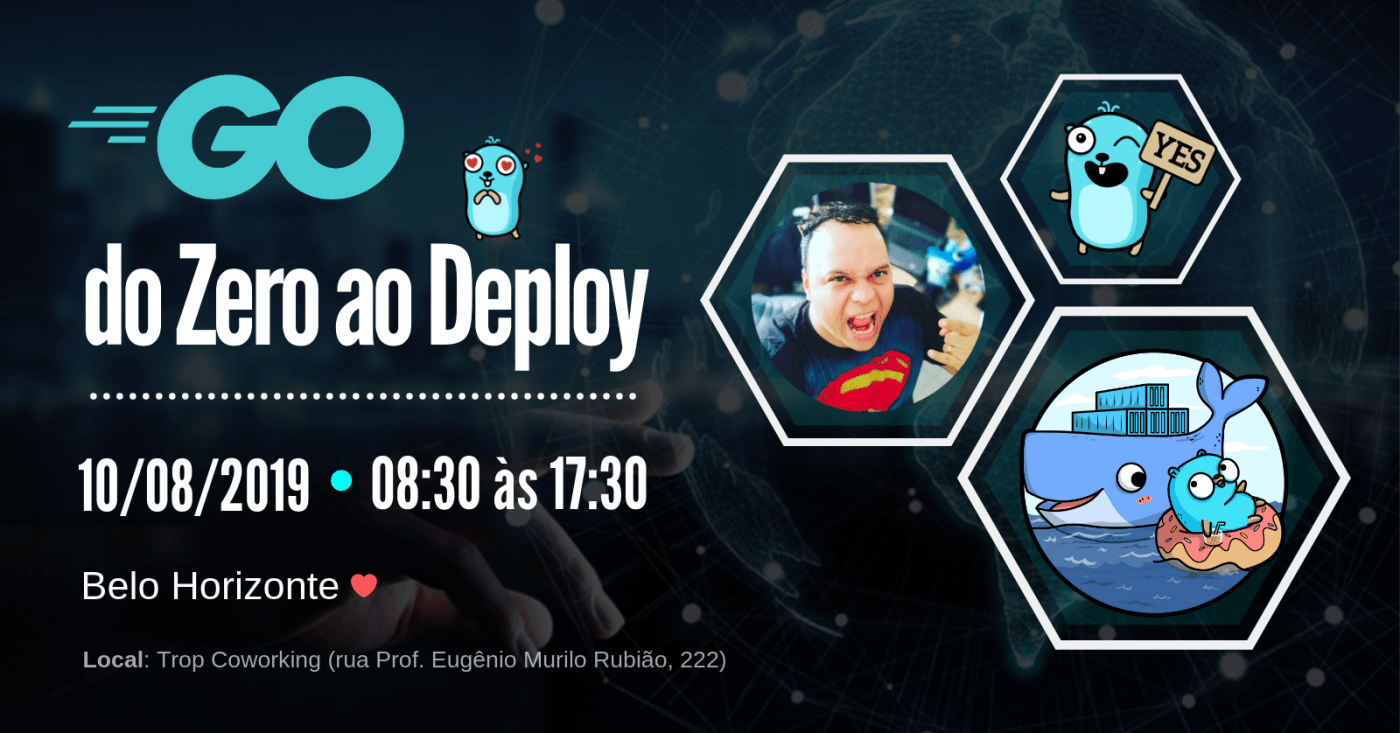 GO
do Zero ao Deploy
10/08/2019 • 08:30 às 17:30
Belo Horizonte
Local: Trop Coworking (rua Prof. Eugênio Murilo Rubião, 222)
YES